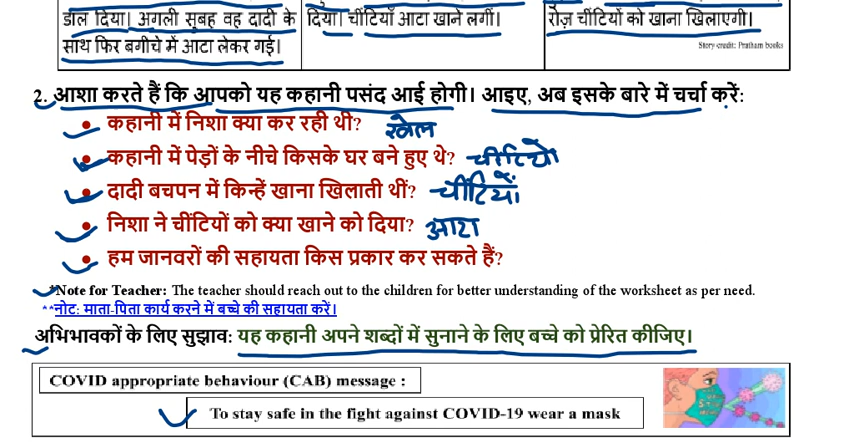 डाल दिया। अगली सुबह वह दादी के
साथ फिर बगीचे में आटा लेकर गई।
दिया। चींटियाँ आटा खाने लगीं।
रोज़ चींटियों को खाना खिलाएगी।
Story credit: Pratham books
2. आशा करते हैं कि आपको यह कहानी पसंद आई होगी। आइए, अब इसके बारे में चर्चा करें:
• कहानी में निशा क्या कर रही थी? खेल
• कहानी में पेड़ों के नीचे किसके घर बने हुए थे? चींटियों
• दादी बचपन में किन्हें खाना खिलाती थीं? चींटियों
• निशा ने चींटियों को क्या खाने को दिया? आटा
• हम जानवरों की सहायता किस प्रकार कर सकते हैं?
*Note for Teacher: The teacher should reach out to the children for better understanding of the worksheet as per need.
**नोट: माता-पिता कार्य करने में बच्चे की सहायता करें।
अभिभावकों के लिए सुझाव: यह कहानी अपने शब्दों में सुनाने के लिए बच्चे को प्रेरित कीजिए।
COVID appropriate behaviour (CAB) message :
To stay safe in the fight against COVID-19 wear a mask